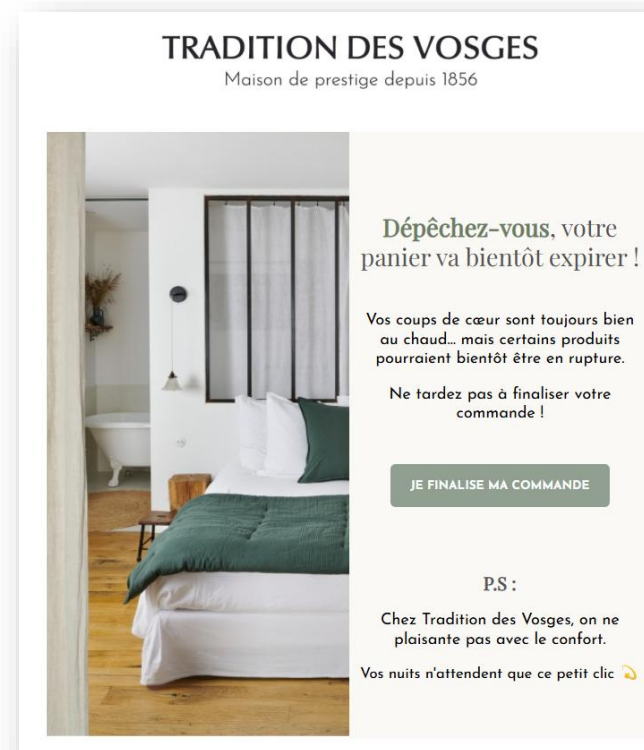 TRADITION DES VOSGES
Maison de prestige depuis 1856
Dépêchez-vous, votre
panier va bientôt expirer !
Vos coups de cœur sont toujours bien
au chaud... mais certains produits
pourraient bientôt être en rupture.
Ne tardez pas à finaliser votre
commande !
JE FINALISE MA COMMANDE
P.S :
Chez Tradition des Vosges, on ne
plaisante pas avec le confort.
Vos nuits n'attendent que ce petit clic 💫